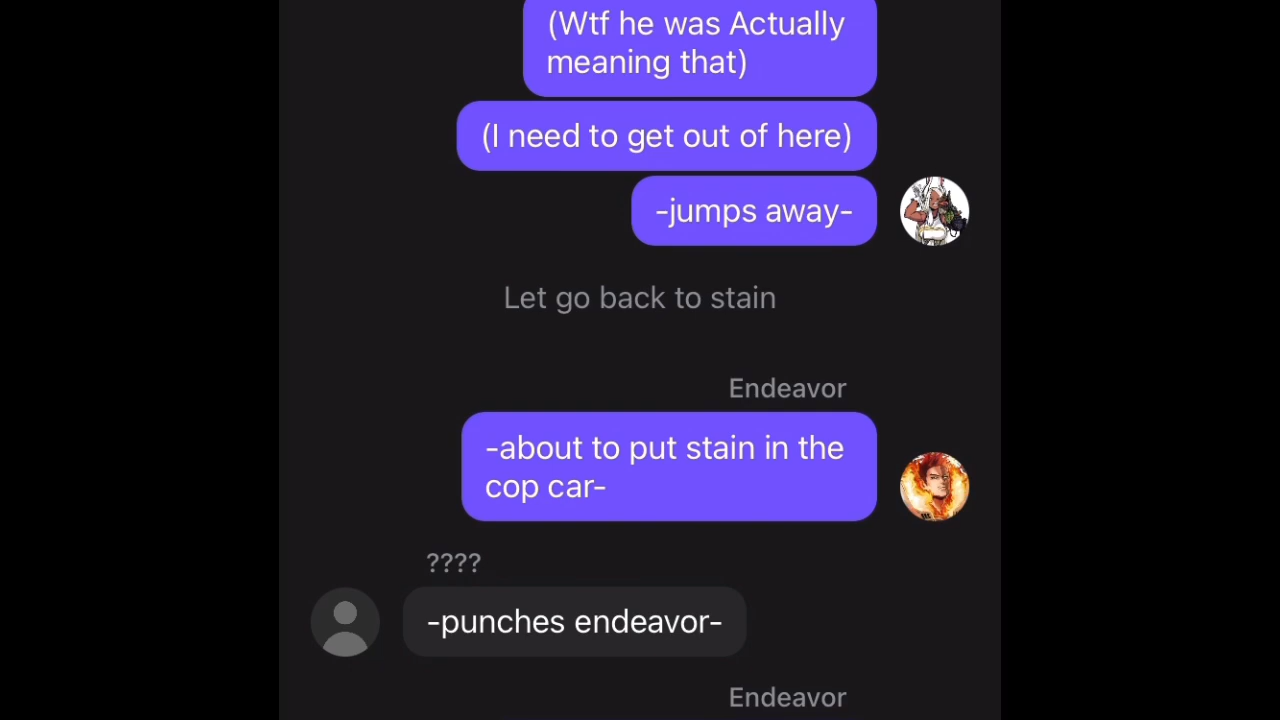 (Wtf he was Actually
meaning that)
(I need to get out of here)
-jumps away-
Let go back to stain
Endeavor
-about to put stain in the
cop car-
????
-punches endeavor-
Endeavor